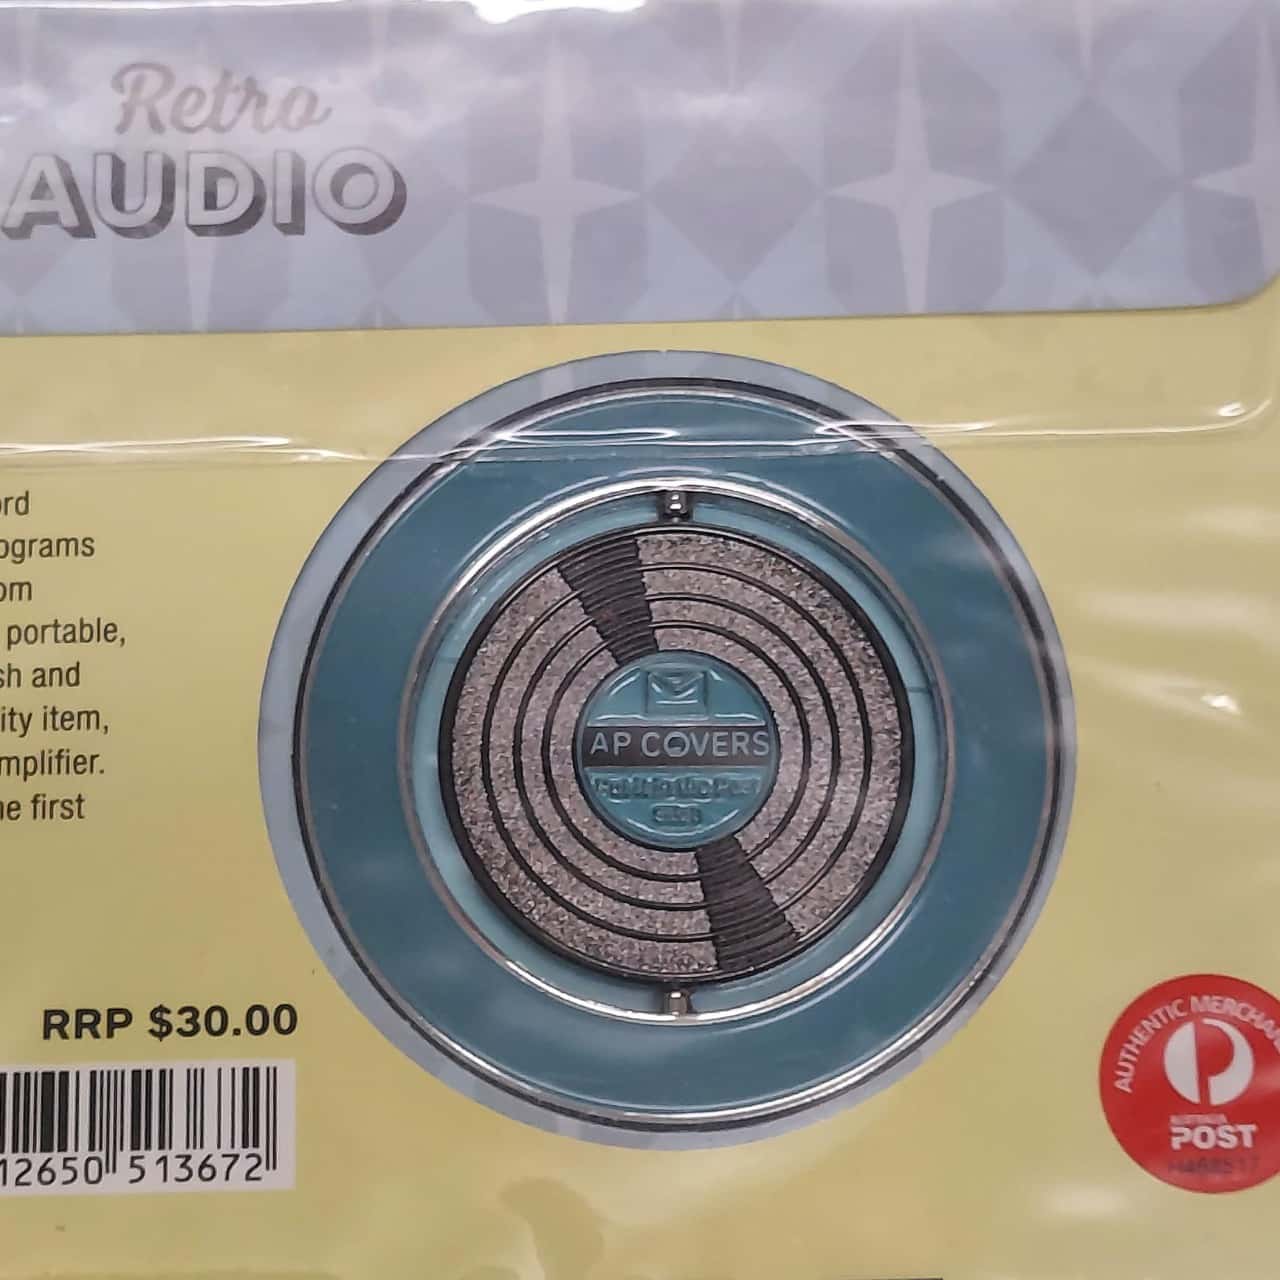 Retro
AUDIO
ord
ograms
om
portable,
sh and
ity item,
mplifier.
he first
AP COVERS
RRP $30.00
12650 513672
AUTHENTIC MERCHAN
AUSTRALIA
POST